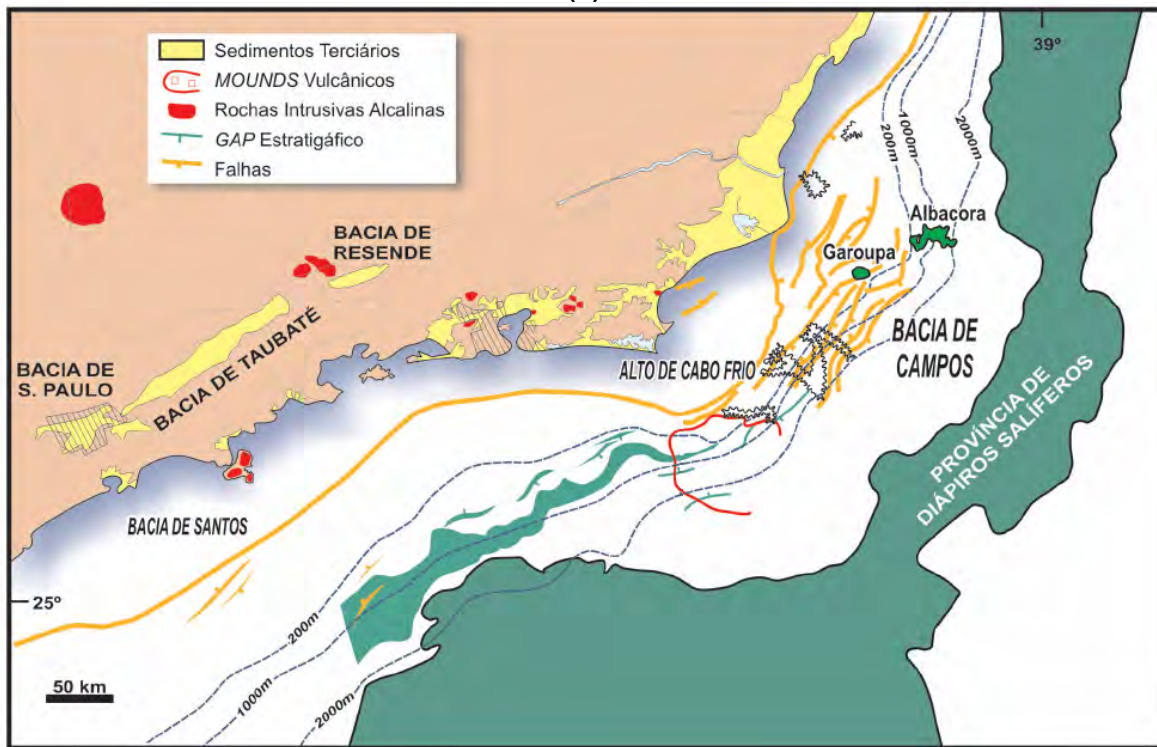 39º
Sedimentos Terciários
MOUNDS Vulcânicos
Rochas Intrusivas Alcalinas
GAP Estratigáfico
Falhas
200m
1000m
2000m
Albacora
Garoupa
BACIA DE
RESENDE
BACIA DE
CAMPOS
ALTO DE CABO FRIO
BACIA DE TAUBATÉ
BACIA DE
S. PAULO
PROVÍNCIA DE
DIÁPIROS SALÍFEROS
BACIA DE SANTOS
25º
200m
1000m
2000m
50 km